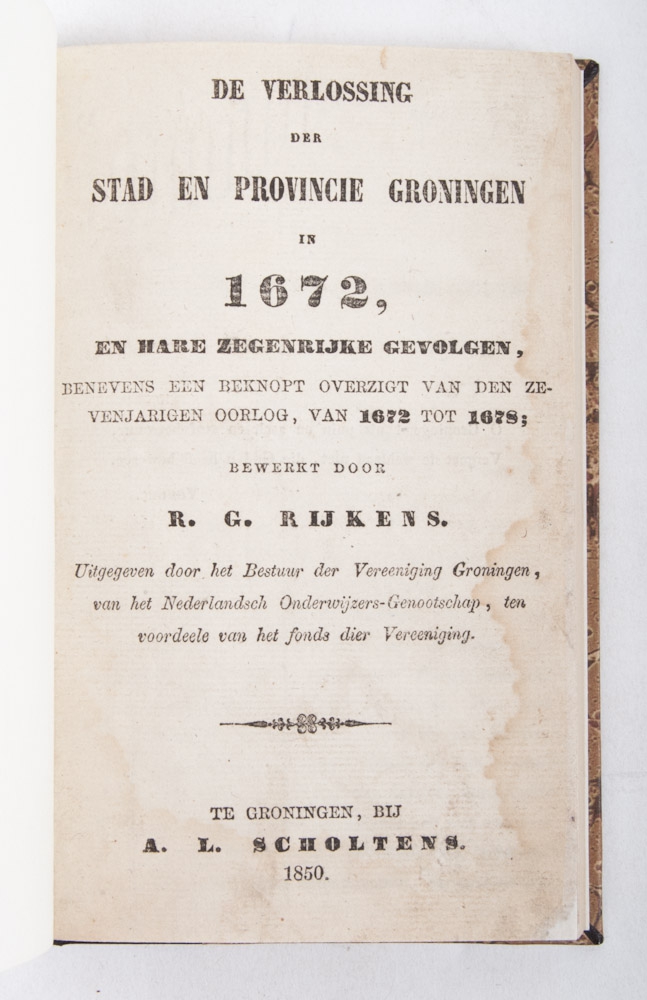 DE VERLOSSING
DER
STAD EN PROVINCIE GRONINGEN
IN
1672,
EN HARE ZEGENRIJKE GEVOLGEN,
BENEVENS EEN BEKNOPT OVERZIGT VAN DEN ZE-
VENJARIGEN OORLOG, VAN 1672 TOT 1678;
BEWERKT DOOR
R. G. RIJKENS.
Uitgegeven door het Bestuur der Vereeniging Groningen,
van het Nederlandsch Onderwijzers-Genootschap, ten
voordeele van het fonds dier Vereeniging.
TE GRONINGEN, BIJ
A. L. SCHOLTENS.
1850.